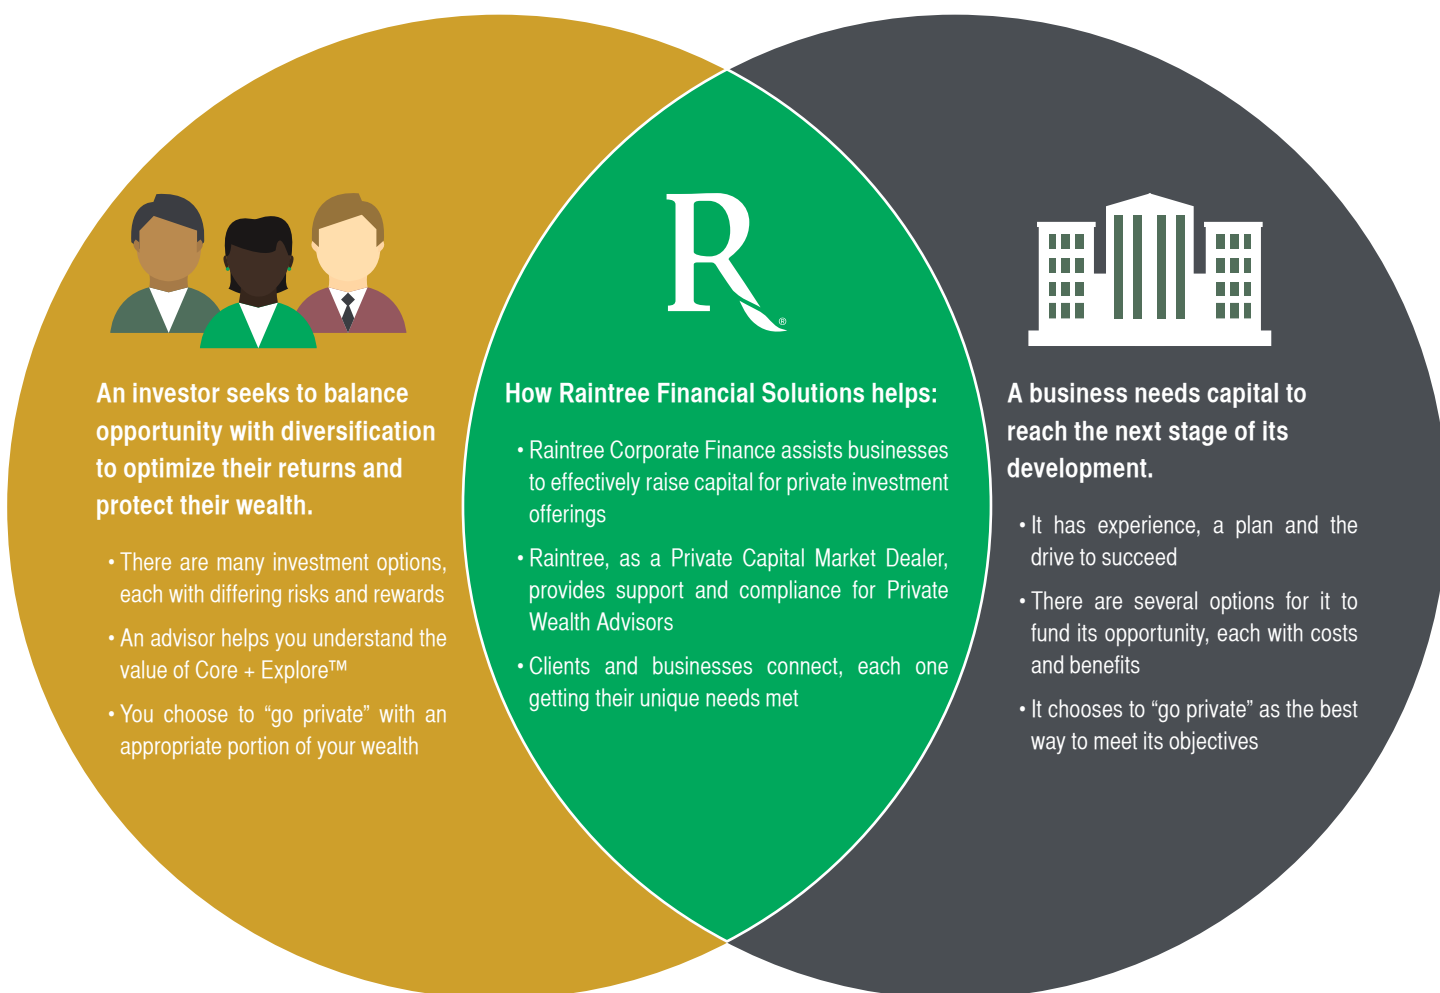 An investor seeks to balance
opportunity with diversification
to optimize their returns and
protect their wealth.
• There are many investment options,
each with differing risks and rewards
• An advisor helps you understand the
value of Core + Explore™
• You choose to “go private” with an
appropriate portion of your wealth
R
®
How Raintree Financial Solutions helps:
• Raintree Corporate Finance assists businesses
to effectively raise capital for private investment
offerings
• Raintree, as a Private Capital Market Dealer,
provides support and compliance for Private
Wealth Advisors
• Clients and businesses connect, each one
getting their unique needs met
A business needs capital to
reach the next stage of its
development.
• It has experience, a plan and the
drive to succeed
• There are several options for it to
fund its opportunity, each with costs
and benefits
• It chooses to “go private” as the best
way to meet its objectives